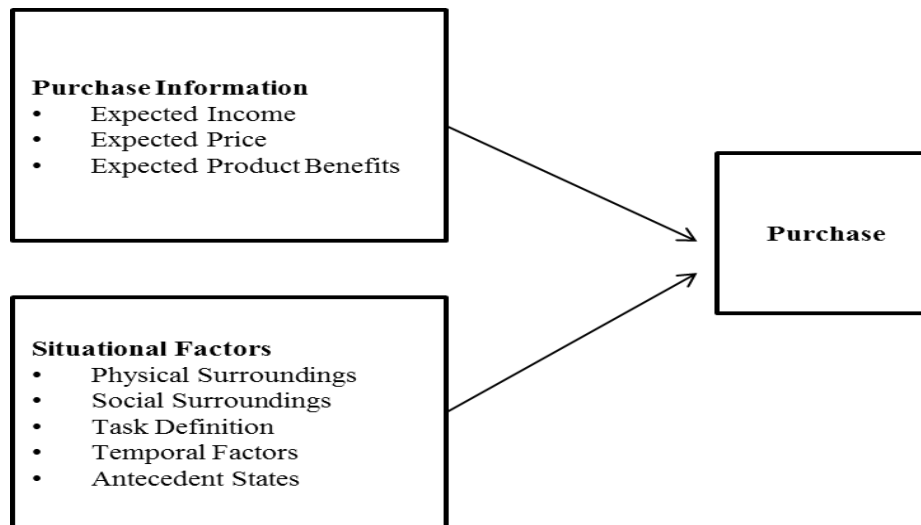 Purchase Information
• Expected Income
• Expected Price
• Expected Product Benefits
Purchase
Situational Factors
• Physical Surroundings
• Social Surroundings
• Task Definition
• Temporal Factors
• Antecedent States